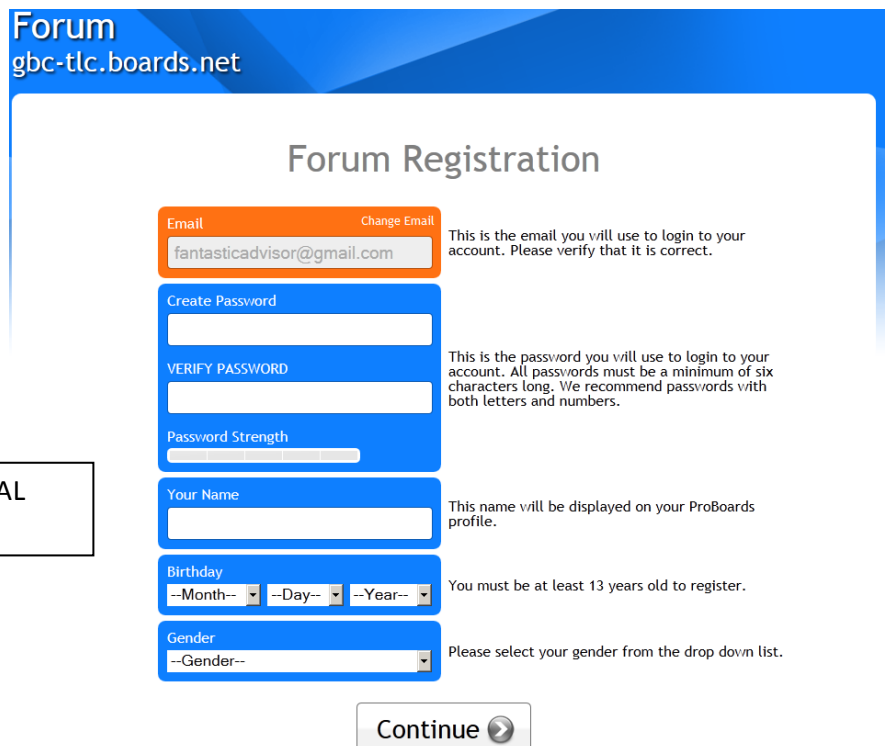 Forum
gbc-tlc.boards.net
Forum Registration
Email Change Email
fantasticadvisor@gmail.com
This is the email you will use to login to your
account. Please verify that it is correct.
Create Password
VERIFY PASSWORD
Password Strength
This is the password you will use to login to your
account. All passwords must be a minimum of six
characters long. We recommend passwords with
both letters and numbers.
AL
Your Name
This name will be displayed on your ProBoards
profile.
Birthday
--Month-- --Day-- --Year--
You must be at least 13 years old to register.
Gender
--Gender--
Please select your gender from the drop down list.
Continue